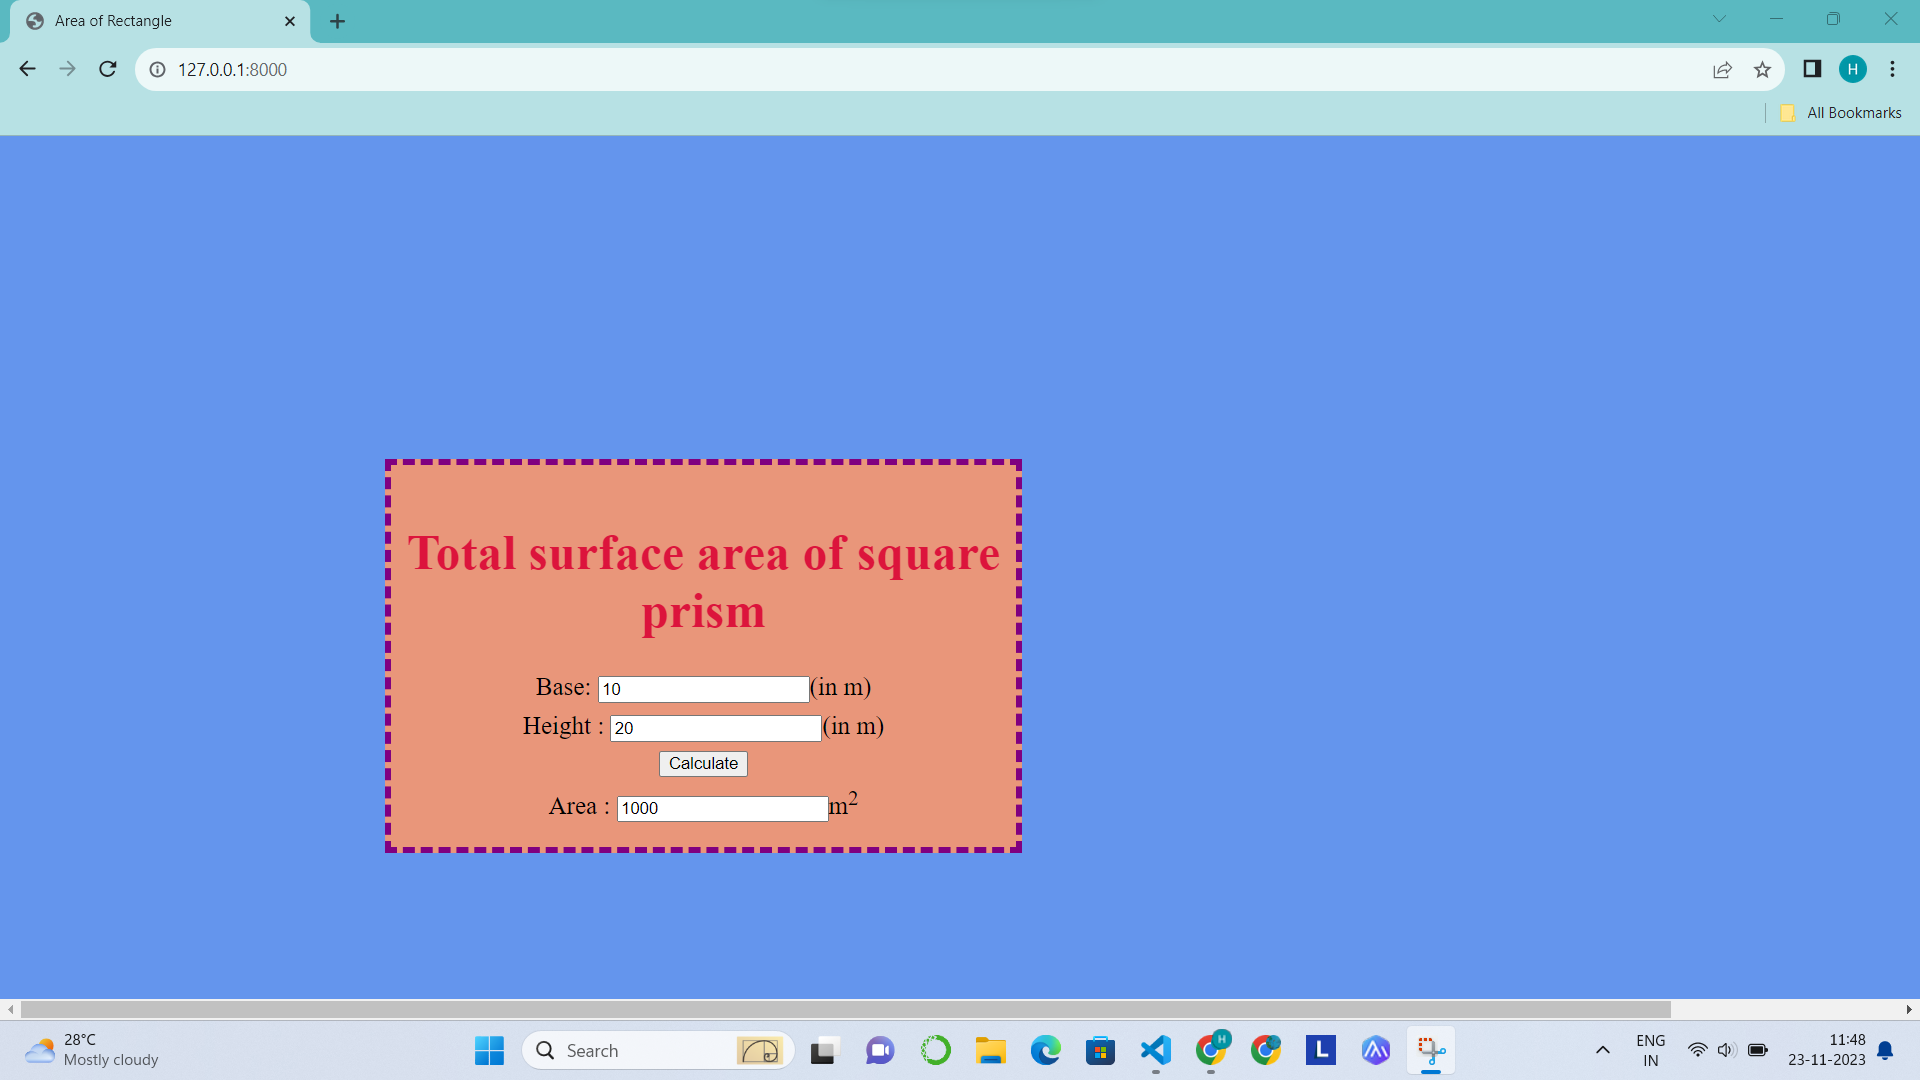 Area of Rectangle
127.0.0.1:8000
H
All Bookmarks
Total surface area of square
prism
Base: 10 (in m)
Height : 20 (in m)
Calculate
Area : 1000 m²
28°C
Mostly cloudy
Search
H
L
ENG
IN
11:48
23-11-2023